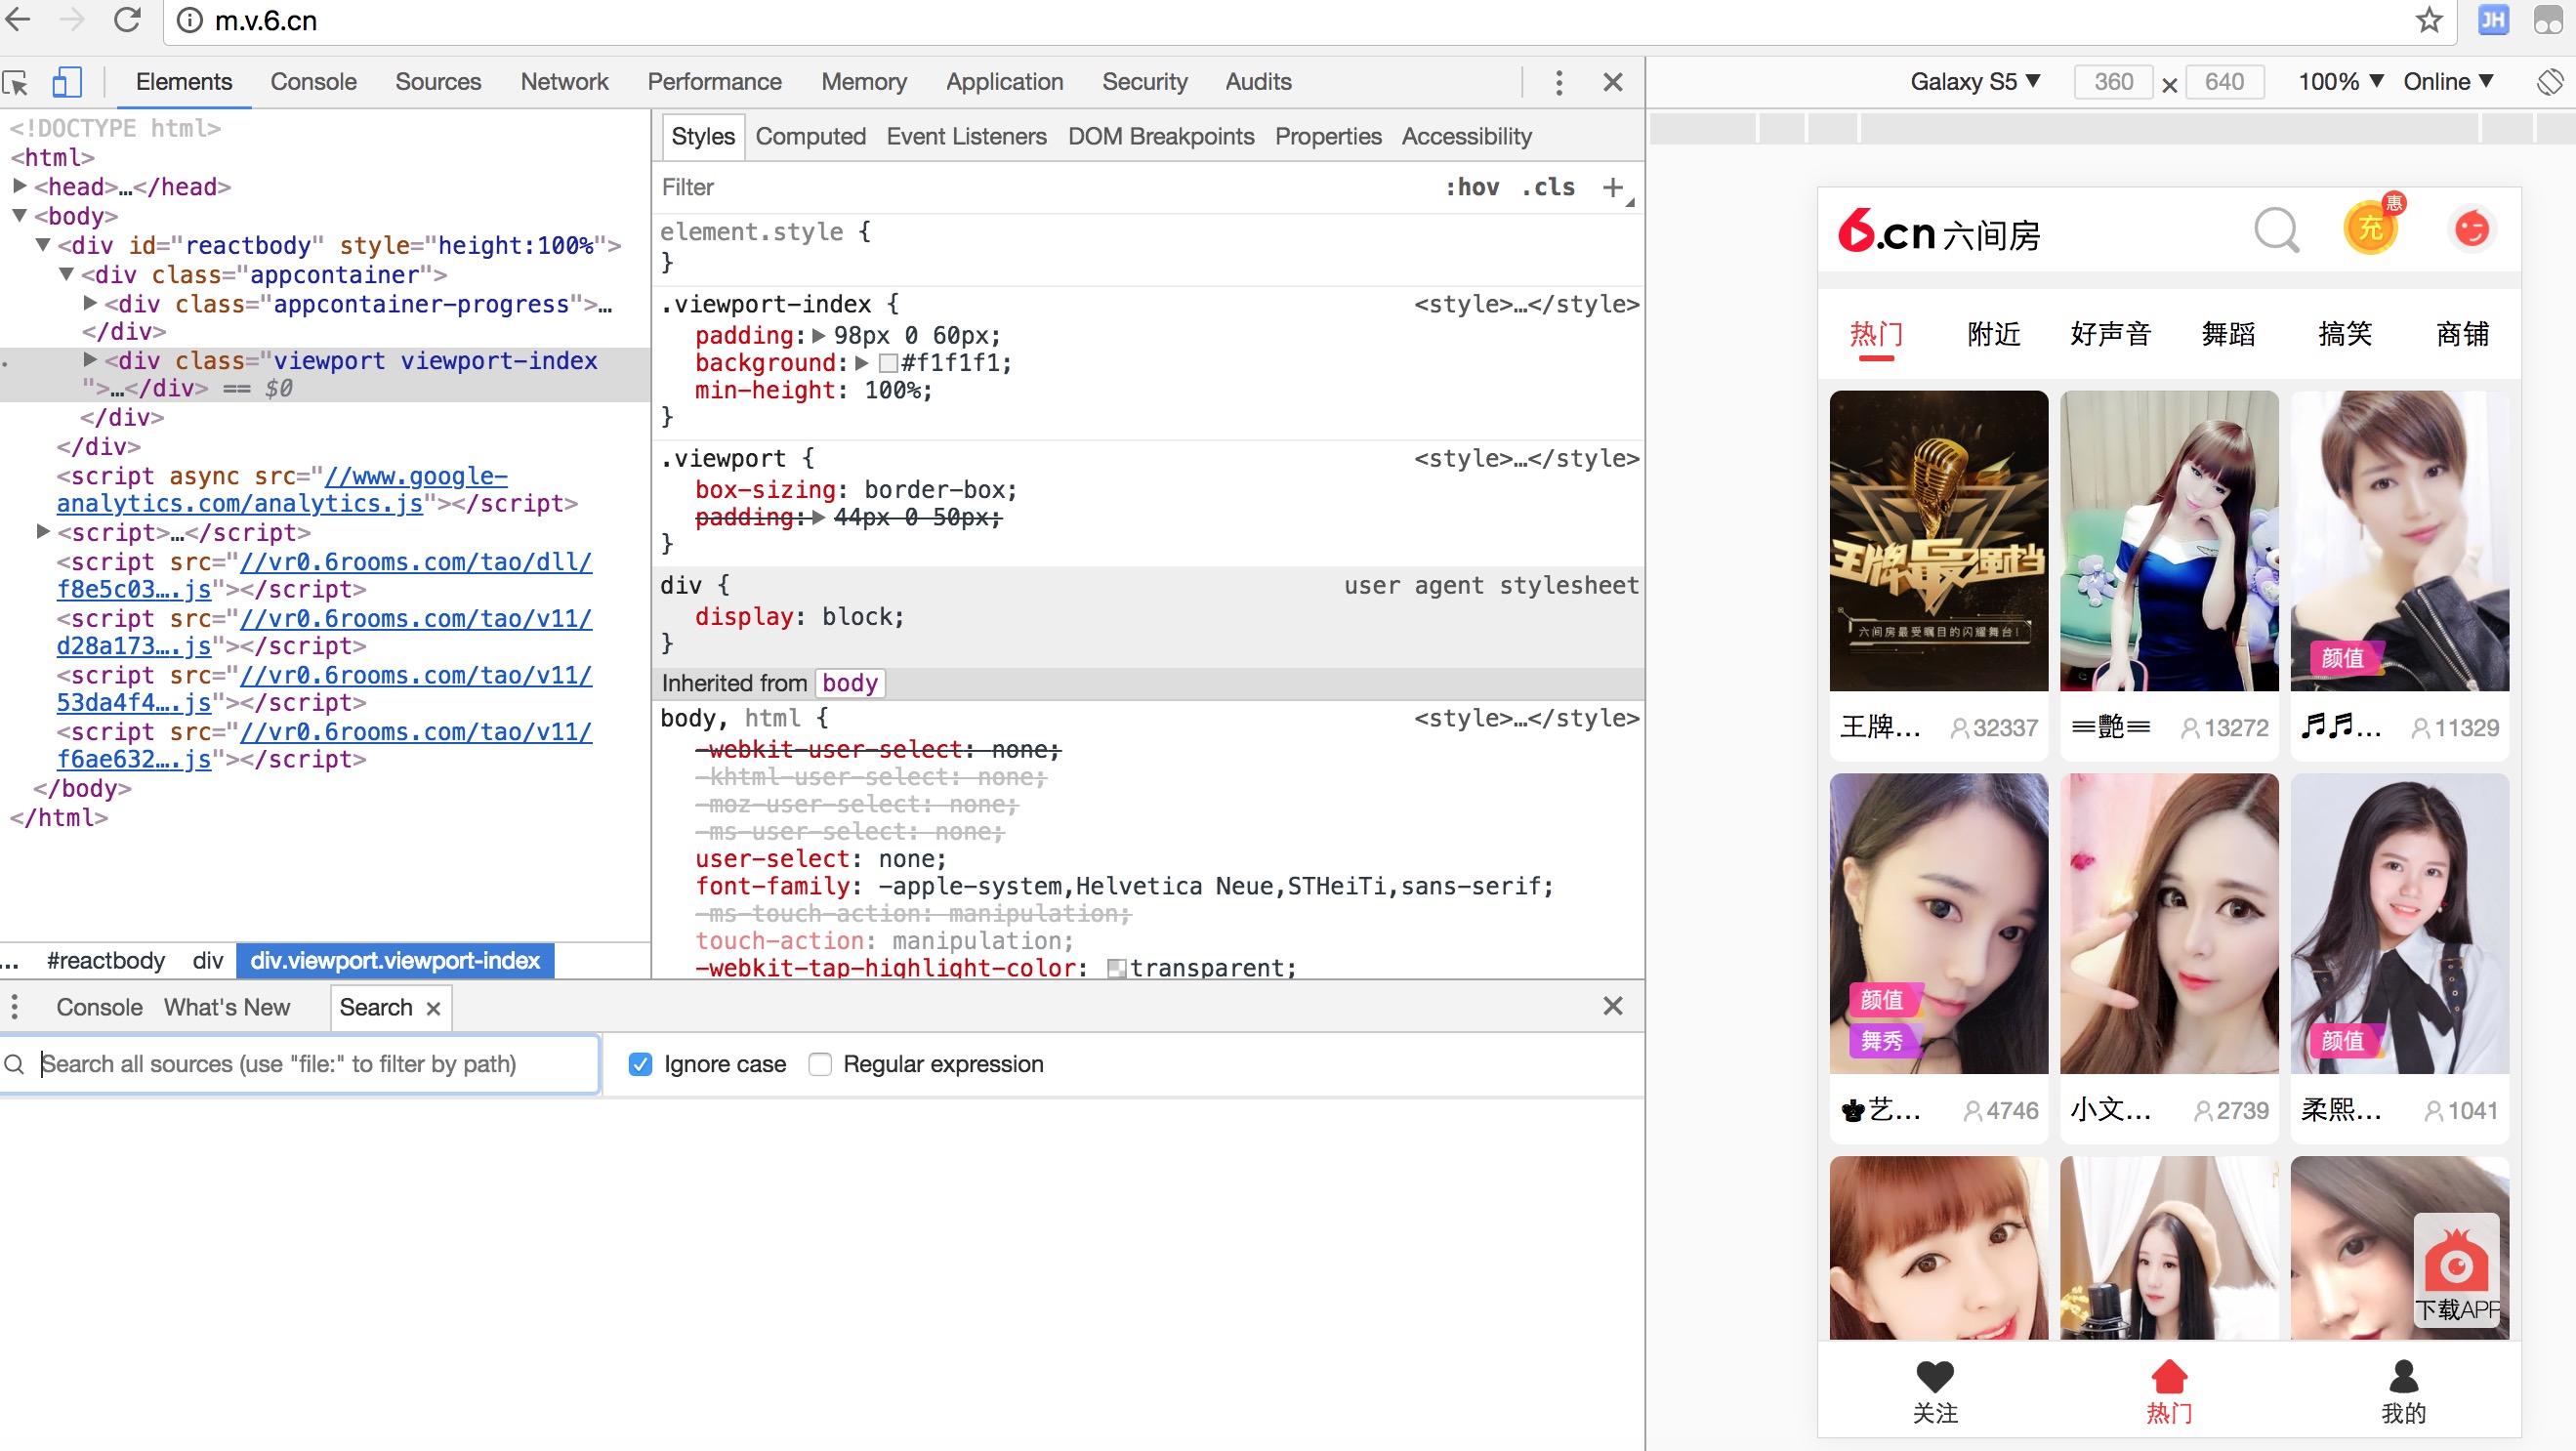 m.v.6.cn
JH
Elements Console Sources Network Performance Memory Application Security Audits
Galaxy S5 ▼ 360 × 640 100% ▼ Online ▼
<!DOCTYPE html>
<html>
▶<head>…</head>
▼<body>
▼<div id="reactbody" style="height:100%">
▼<div class="appcontainer">
▶<div class="appcontainer-progress">…
</div>
▶<div class="viewport viewport-index
">…</div> == $0
</div>
</div>
<script async src="//www.google-
analytics.com/analytics.js"></script>
▶<script>…</script>
<script src="//vr0.6rooms.com/tao/dll/
f8e5c03….js"></script>
<script src="//vr0.6rooms.com/tao/v11/
d28a173….js"></script>
<script src="//vr0.6rooms.com/tao/v11/
53da4f4….js"></script>
<script src="//vr0.6rooms.com/tao/v11/
f6ae632….js"></script>
</body>
</html>
... #reactbody div div.viewport.viewport-index
Styles Computed Event Listeners DOM Breakpoints Properties Accessibility
Filter :hov .cls +
element.style {
}
.viewport-index { <style>…</style>
padding:▶98px 0 60px;
background:▶#f1f1f1;
min-height: 100%;
}
.viewport { <style>…</style>
box-sizing: border-box;
padding:▶44px 0 50px;
}
div { user agent stylesheet
display: block;
}
Inherited from body
body, html { <style>…</style>
-webkit-user-select: none;
-khtml-user-select: none;
-moz-user-select: none;
-ms-user-select: none;
user-select: none;
font-family: -apple-system,Helvetica Neue,STHeiTi,sans-serif;
-ms-touch-action: manipulation;
touch-action: manipulation;
-webkit-tap-highlight-color: transparent;
Console What's New Search ×
Search all sources (use "file:" to filter by path) Ignore case Regular expression
6.cn 六间房 充 惠
热门 附近 好声音 舞蹈 搞笑 商铺
王牌最强档
六间房最受瞩目的闪耀舞台!
颜值
王牌... 32337 ☰艷☰ 13272 ♬♬... 11329
颜值
舞秀
颜值
♚艺... 4746 小文... 2739 柔熙... 1041
下载APP
关注 热门 我的